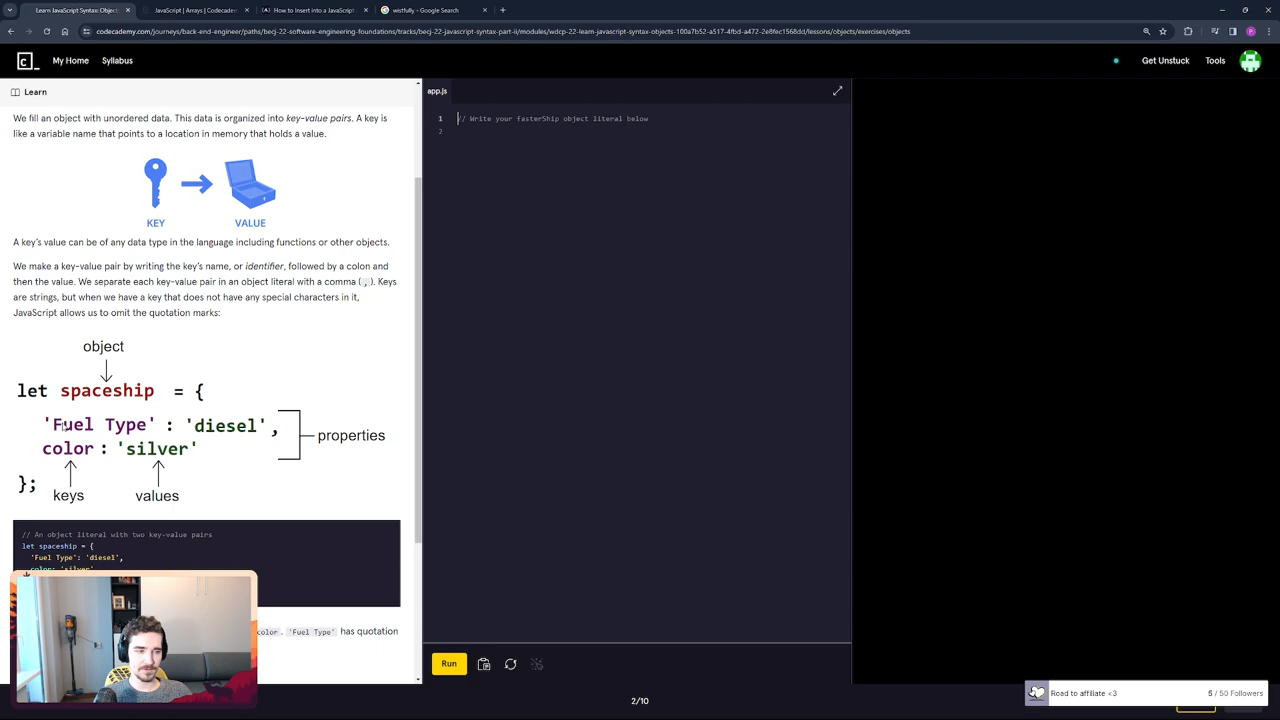 Learn JavaScript Syntax: Object
JavaScript | Arrays | Codecadem
How to Insert into a JavaScript
wistfully - Google Search
codecademy.com/journeys/back-end-engineer/paths/becj-22-software-engineering-foundations/tracks/becj-22-javascript-syntax-part-ii/modules/wdcp-22-learn-javascript-syntax-objects-100a7b52-a517-4fbd-a472-2e8fec1568dd/lessons/objects/exercises/objects
c_
My Home
Syllabus
Get Unstuck
Tools
Learn
app.js
We fill an object with unordered data. This data is organized into key-value pairs. A key is
like a variable name that points to a location in memory that holds a value.
1 // Write your fasterShip object literal below
2
KEY
VALUE
A key's value can be of any data type in the language including functions or other objects.
We make a key-value pair by writing the key's name, or identifier, followed by a colon and
then the value. We separate each key-value pair in an object literal with a comma ( , ). Keys
are strings, but when we have a key that does not have any special characters in it,
JavaScript allows us to omit the quotation marks:
object
let spaceship = {
'Fuel Type' : 'diesel',
color : 'silver'
properties
};
keys
values
// An object literal with two key-value pairs
let spaceship = {
'Fuel Type': 'diesel',
color: 'silver'
color . 'Fuel Type' has quotation
Run
2/10
Road to affiliate <3
5 / 50 Followers